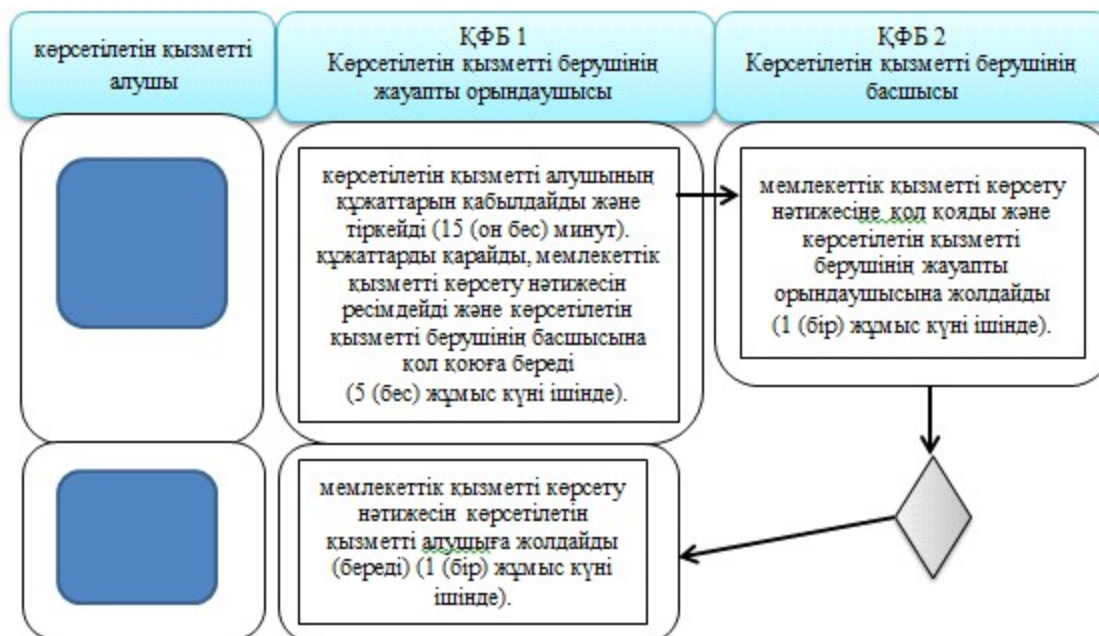 көрсетілетін қызметті
алушы
ҚФБ 1
Көрсетілетін қызметті берушінің
жауапты орындаушысы
ҚФБ 2
Көрсетілетін қызметті берушінің
басшысы
көрсетілетін қызметті алушының
құжаттарын қабылдайды және
тіркейді (15 (он бес) минут).
құжаттарды қарайды, мемлекеттік
қызметті көрсету нәтижесін
ресімдейді және көрсетілетін
қызметті берушінің басшысына
қол қоюға береді
(5 (бес) жұмыс күні ішінде).
мемлекеттік қызметті көрсету
нәтижесіне қол қояды және
көрсетілетін қызметті
берушінің жауапты
орындаушысына жолдайды
(1 (бір) жұмыс күні ішінде).
мемлекеттік қызметті көрсету
нәтижесін көрсетілетін
қызметті алушыға жолдайды
(береді) (1 (бір) жұмыс күні
ішінде).